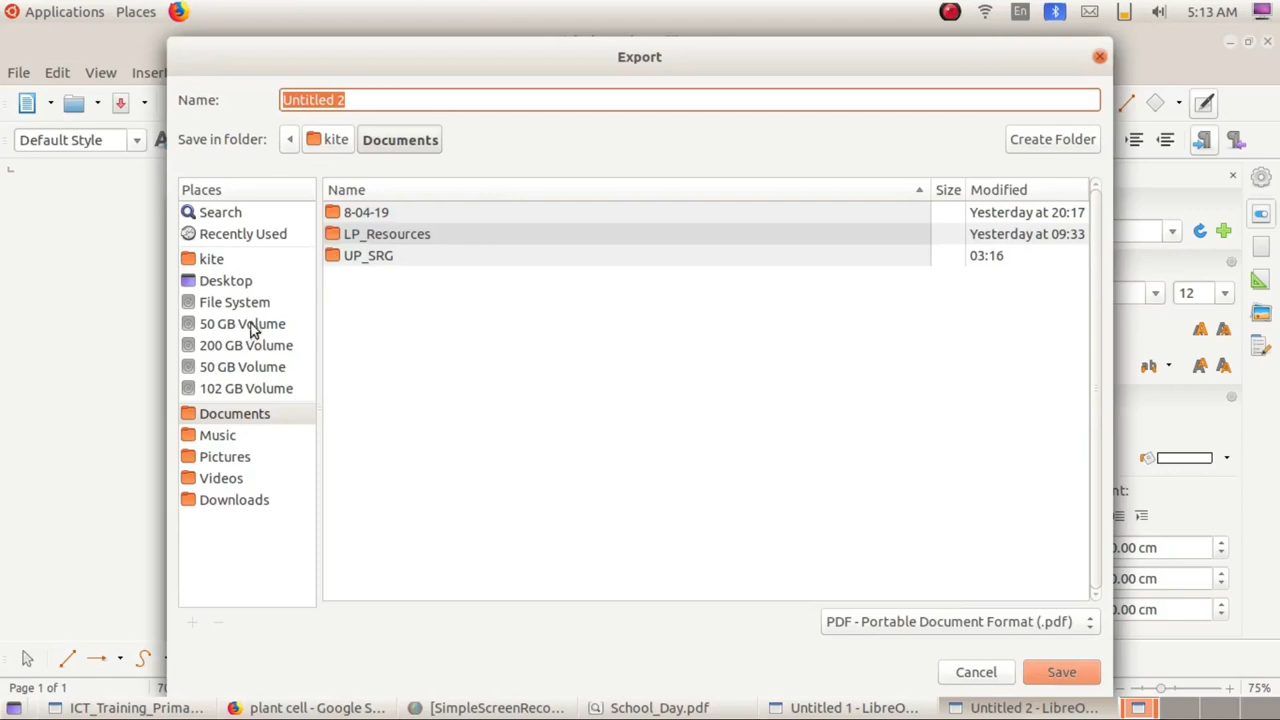 Applications Places En 5:13 AM
Export
File Edit View Insert
Name: Untitled 2
Save in folder: kite Documents Create Folder
Default Style
Places Name Size Modified
Search 8-04-19 Yesterday at 20:17
Recently Used LP_Resources Yesterday at 09:33
kite UP_SRG 03:16
Desktop
File System 12
50 GB Volume
200 GB Volume
50 GB Volume
102 GB Volume
Documents
Music
Pictures
Videos
Downloads
0.00 cm
0.00 cm
0.00 cm
PDF - Portable Document Format (.pdf)
Cancel Save
Page 1 of 1 75%
ICT_Training_Prima... plant cell - Google S... [SimpleScreenReco... School_Day.pdf Untitled 1 - LibreO... Untitled 2 - LibreO...